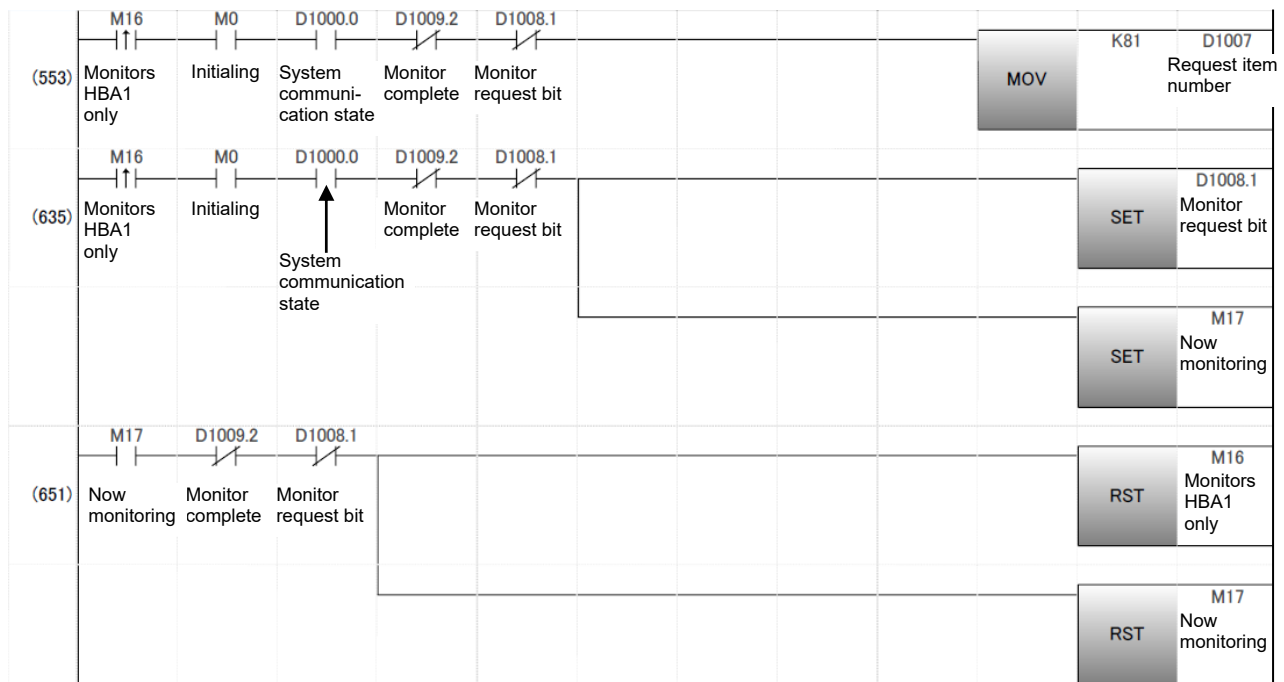 M16 M0 D1000.0 D1009.2 D1008.1
K81 D1007
(553)
Monitors
HBA1
only
Initialing
System
communi-
cation state
Monitor
complete
Monitor
request bit
MOV
Request item
number
M16 M0 D1000.0 D1009.2 D1008.1
D1008.1
(635)
Monitors
HBA1
only
Initialing
System
communication
state
Monitor
complete
Monitor
request bit
SET
Monitor
request bit
M17
SET
Now
monitoring
M17 D1009.2 D1008.1
M16
(651)
Now
monitoring
Monitor
complete
Monitor
request bit
RST
Monitors
HBA1
only
M17
RST
Now
monitoring